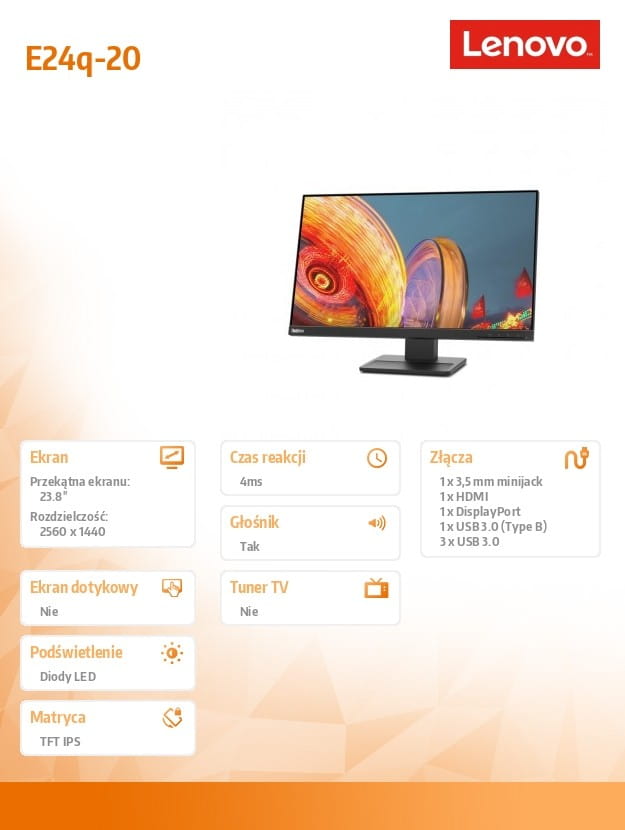 E24q-20
Lenovo
Ekran
Przekątna ekranu:
23.8"
Rozdzielczość:
2560 x 1440
Czas reakcji
4ms
Głośnik
Tak
Złącza
1 x 3,5 mm minijack
1 x HDMI
1 x DisplayPort
1 x USB 3.0 (Type B)
3 x USB 3.0
Ekran dotykowy
Nie
Tuner TV
Nie
Podświetlenie
Diody LED
Matryca
TFT IPS